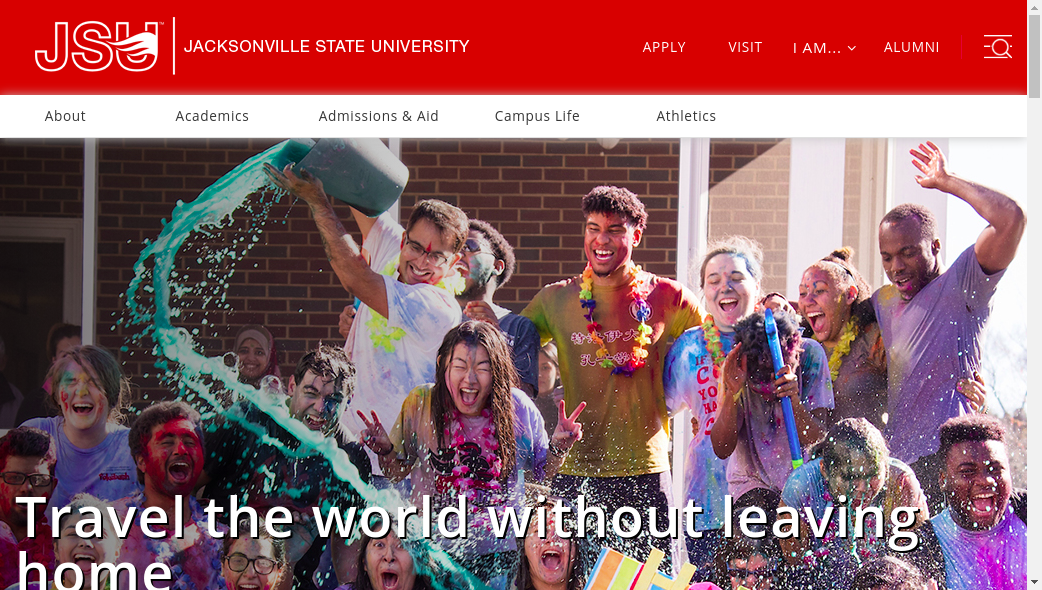 JSU™ JACKSONVILLE STATE UNIVERSITY
APPLY VISIT I AM... ALUMNI
About Academics Admissions & Aid Campus Life Athletics
Travel the world without leaving
home